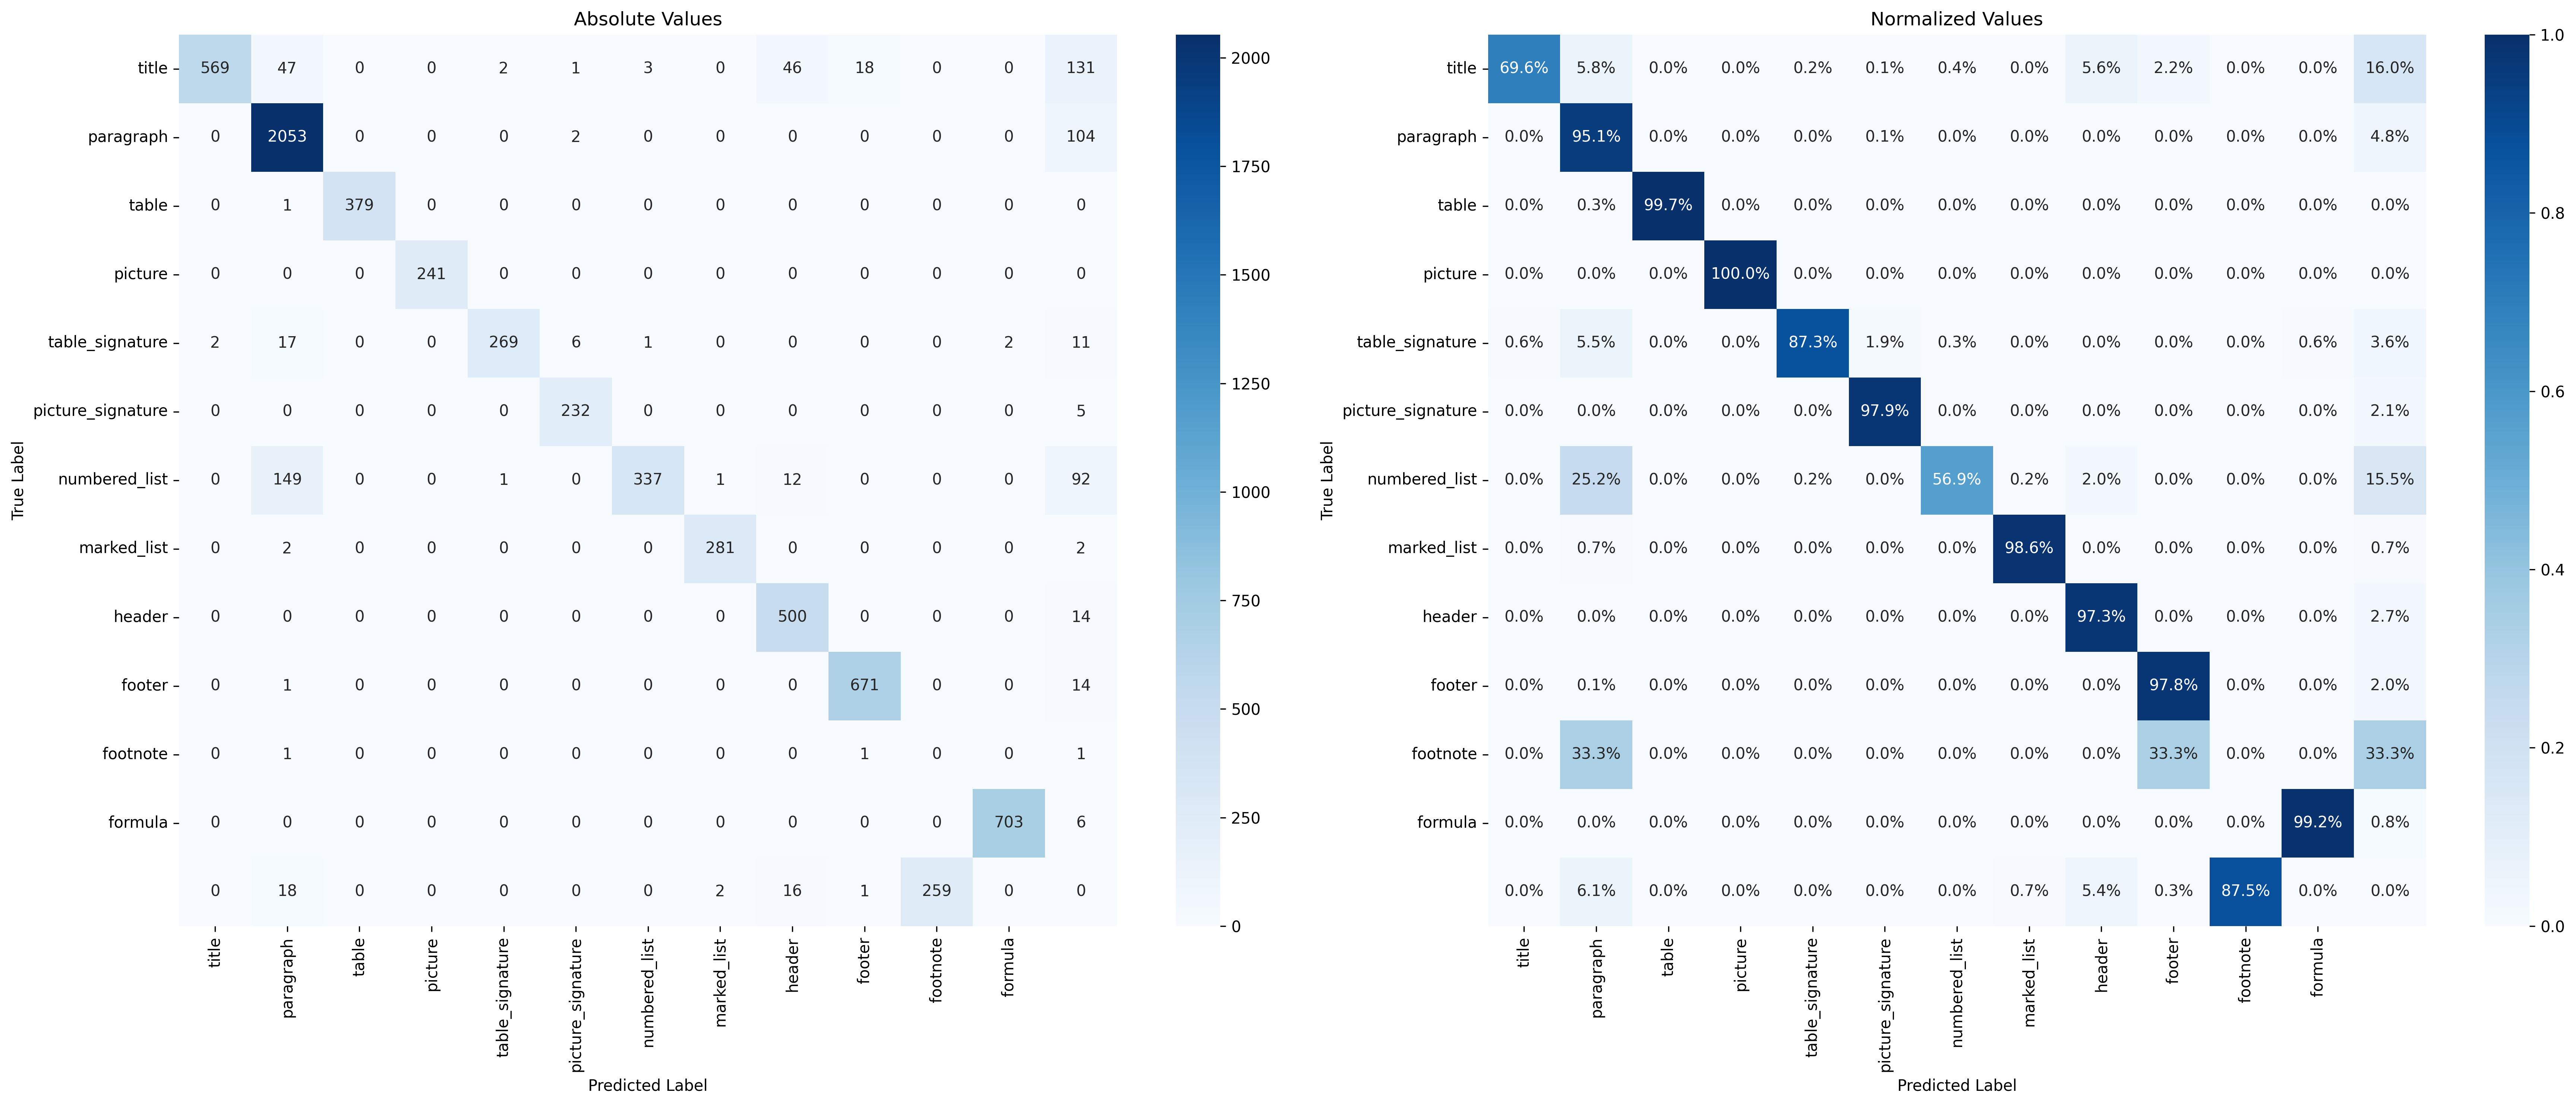 Absolute Values
title 569 47 0 0 2 1 3 0 46 18 0 0 131
paragraph 0 2053 0 0 0 2 0 0 0 0 0 0 104
table 0 1 379 0 0 0 0 0 0 0 0 0 0
picture 0 0 0 241 0 0 0 0 0 0 0 0 0
table_signature 2 17 0 0 269 6 1 0 0 0 0 2 11
picture_signature 0 0 0 0 0 232 0 0 0 0 0 0 5
numbered_list 0 149 0 0 1 0 337 1 12 0 0 0 92
marked_list 0 2 0 0 0 0 0 281 0 0 0 0 2
header 0 0 0 0 0 0 0 0 500 0 0 0 14
footer 0 1 0 0 0 0 0 0 0 671 0 0 14
footnote 0 1 0 0 0 0 0 0 0 1 0 0 1
formula 0 0 0 0 0 0 0 0 0 0 0 703 6
0 18 0 0 0 0 0 2 16 1 259 0 0
True Label
title paragraph table picture table_signature picture_signature numbered_list marked_list header footer footnote formula
Predicted Label
2000
1750
1500
1250
1000
750
500
250
0
Normalized Values
title 69.6% 5.8% 0.0% 0.0% 0.2% 0.1% 0.4% 0.0% 5.6% 2.2% 0.0% 0.0% 16.0%
paragraph 0.0% 95.1% 0.0% 0.0% 0.0% 0.1% 0.0% 0.0% 0.0% 0.0% 0.0% 0.0% 4.8%
table 0.0% 0.3% 99.7% 0.0% 0.0% 0.0% 0.0% 0.0% 0.0% 0.0% 0.0% 0.0% 0.0%
picture 0.0% 0.0% 0.0% 100.0% 0.0% 0.0% 0.0% 0.0% 0.0% 0.0% 0.0% 0.0% 0.0%
table_signature 0.6% 5.5% 0.0% 0.0% 87.3% 1.9% 0.3% 0.0% 0.0% 0.0% 0.0% 0.6% 3.6%
picture_signature 0.0% 0.0% 0.0% 0.0% 0.0% 97.9% 0.0% 0.0% 0.0% 0.0% 0.0% 0.0% 2.1%
numbered_list 0.0% 25.2% 0.0% 0.0% 0.2% 0.0% 56.9% 0.2% 2.0% 0.0% 0.0% 0.0% 15.5%
marked_list 0.0% 0.7% 0.0% 0.0% 0.0% 0.0% 0.0% 98.6% 0.0% 0.0% 0.0% 0.0% 0.7%
header 0.0% 0.0% 0.0% 0.0% 0.0% 0.0% 0.0% 0.0% 97.3% 0.0% 0.0% 0.0% 2.7%
footer 0.0% 0.1% 0.0% 0.0% 0.0% 0.0% 0.0% 0.0% 0.0% 97.8% 0.0% 0.0% 2.0%
footnote 0.0% 33.3% 0.0% 0.0% 0.0% 0.0% 0.0% 0.0% 0.0% 33.3% 0.0% 0.0% 33.3%
formula 0.0% 0.0% 0.0% 0.0% 0.0% 0.0% 0.0% 0.0% 0.0% 0.0% 0.0% 99.2% 0.8%
0.0% 6.1% 0.0% 0.0% 0.0% 0.0% 0.0% 0.7% 5.4% 0.3% 87.5% 0.0% 0.0%
True Label
title paragraph table picture table_signature picture_signature numbered_list marked_list header footer footnote formula
Predicted Label
1.0
0.8
0.6
0.4
0.2
0.0